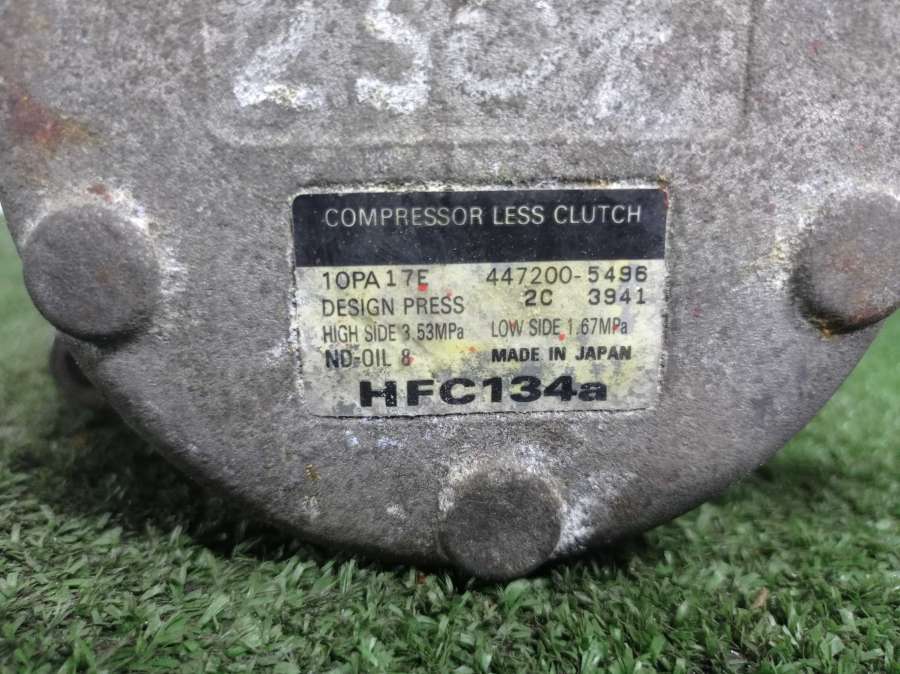 COMPRESSOR LESS CLUTCH
10PA17E 447200-5496
DESIGN PRESS 2C 3941
HIGH SIDE 3.53MPa LOW SIDE 1.67MPa
ND-OIL 8 MADE IN JAPAN
HFC134a